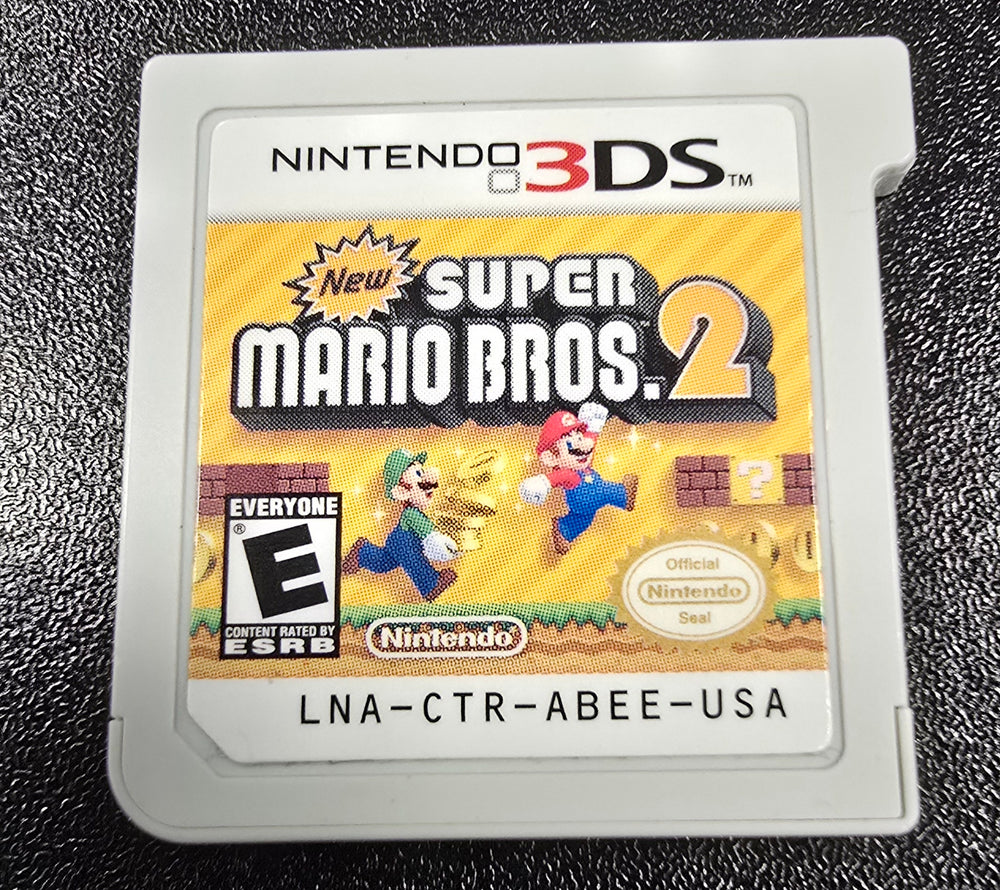 NINTENDO 3DS™
New SUPER
MARIO BROS.™ 2
?
EVERYONE
E®
CONTENT RATED BY
ESRB
Nintendo
Official
Nintendo
Seal
LNA-CTR-ABEE-USA